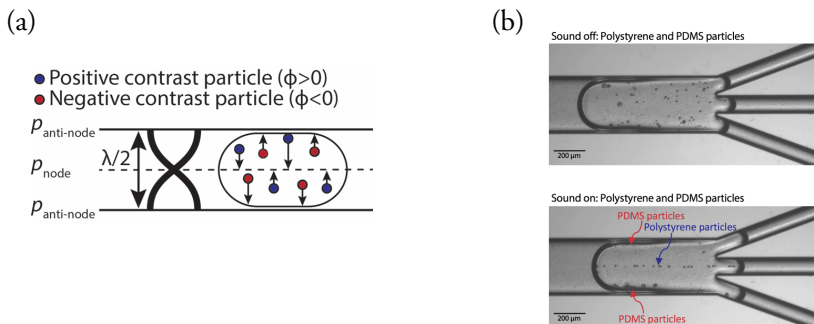 (a)
Positive contrast particle (ϕ>0)
Negative contrast particle (ϕ<0)
p anti-node
λ/2
p node
p anti-node
(b)
Sound off: Polystyrene and PDMS particles
200 μm
Sound on: Polystyrene and PDMS particles
PDMS particles
Polystyrene particles
200 μm
PDMS particles